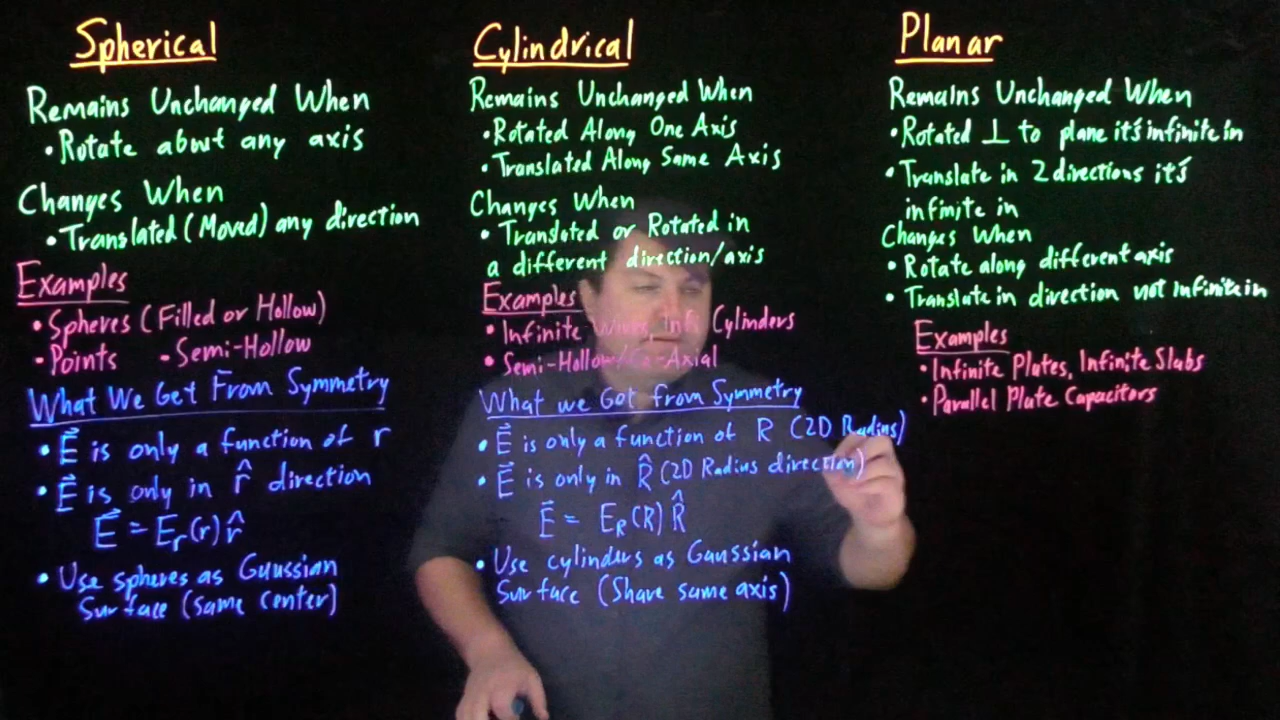 Spherical
Remains Unchanged When
• Rotate about any axis
Changes When
• Translated (Moved) any direction
Examples
• Spheres (Filled or Hollow)
• Points • Semi-Hollow
What We Get From Symmetry
• E⃗ is only a function of r
• E⃗ is only in r̂ direction
E⃗ = Er(r) r̂
• Use spheres as Gaussian
Surface (same center)
Cylindrical
Remains Unchanged When
• Rotated Along One Axis
• Translated Along Same Axis
Changes When
• Translated or Rotated in
a different direction/axis
Examples
• Infinite Wires, Inf. Cylinders
• Semi-Hollow/Co-Axial
What we Get from Symmetry
• E⃗ is only a function of R (2D Radius)
• E⃗ is only in R̂ (2D Radius direction)
E⃗ = ER(R) R̂
• Use cylinders as Gaussian
Surface (Share same axis)
Planar
Remains Unchanged When
• Rotated ⊥ to plane it's infinite in
• Translate in 2 directions it's
infinite in
Changes When
• Rotate along different axis
• Translate in direction not infinite in
Examples
• Infinite Plates, Infinite Slabs
• Parallel Plate Capacitors